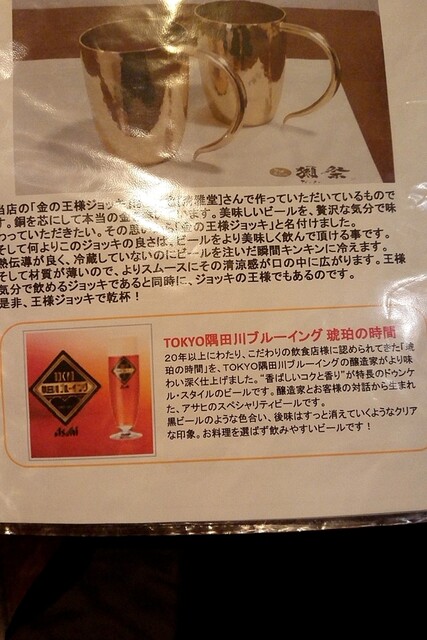 獺祭
当店の「金の王様ジョッキ
雅堂]さんで作っていただいているもので
す。銅を芯にして本当の金
います。美味しいビールを、贅沢な気分で味
わっていただきたい。その思い
「金の王様ジョッキ」と名付けました。
そして何よりこのジョッキの良さは、ビールをより美味しく飲んで頂ける事です。
熱伝導が良く、冷蔵していないのにビールを注いだ瞬間キンキンに冷えます。
そして材質が薄いので、よりスムースにその清涼感が口の中に広がります。王様
気分で飲めるジョッキであると同時に、ジョッキの王様でもあるのです。
是非、王様ジョッキで乾杯！
TOKYO隅田川ブルーイング 琥珀の時間
20年以上にわたり、こだわりの飲食店様に認められてきた「琥
珀の時間」を、TOKYO隅田川ブルーイングの醸造家がより味
わい深く仕上げました。“香ばしいコクと香り”が特長のドゥンケ
ル・スタイルのビールです。醸造家とお客様の対話から生まれ
た、アサヒのスペシャリティビールです。
黒ビールのような色合い、後味はすっと消えていくようなクリア
な印象。お料理を選ばず飲みやすいビールです！
TOKYO
隅田川ブルーイング
Asahi